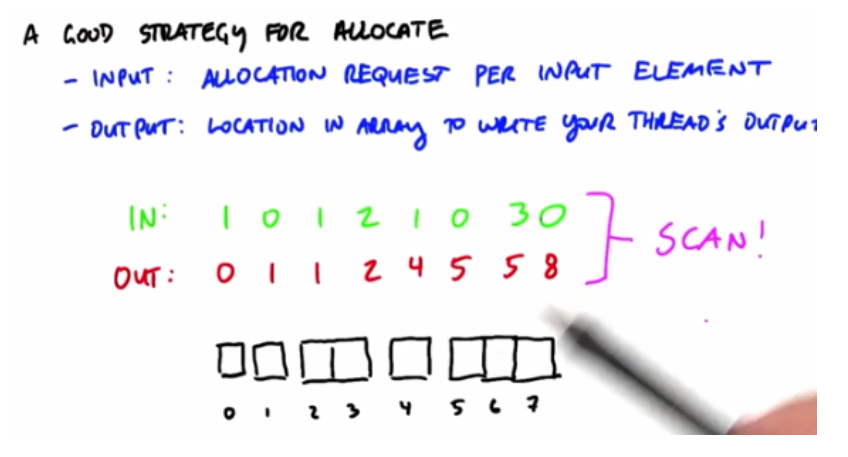 A GOOD STRATEGY FOR ALLOCATE
- INPUT: ALLOCATION REQUEST PER INPUT ELEMENT
- OUTPUT: LOCATION IN ARRAY TO WRITE YOUR THREAD'S OUTPUT
IN: 1 0 1 2 1 0 3 0
OUT: 0 1 1 2 4 5 5 8
SCAN!
0 1 2 3 4 5 6 7